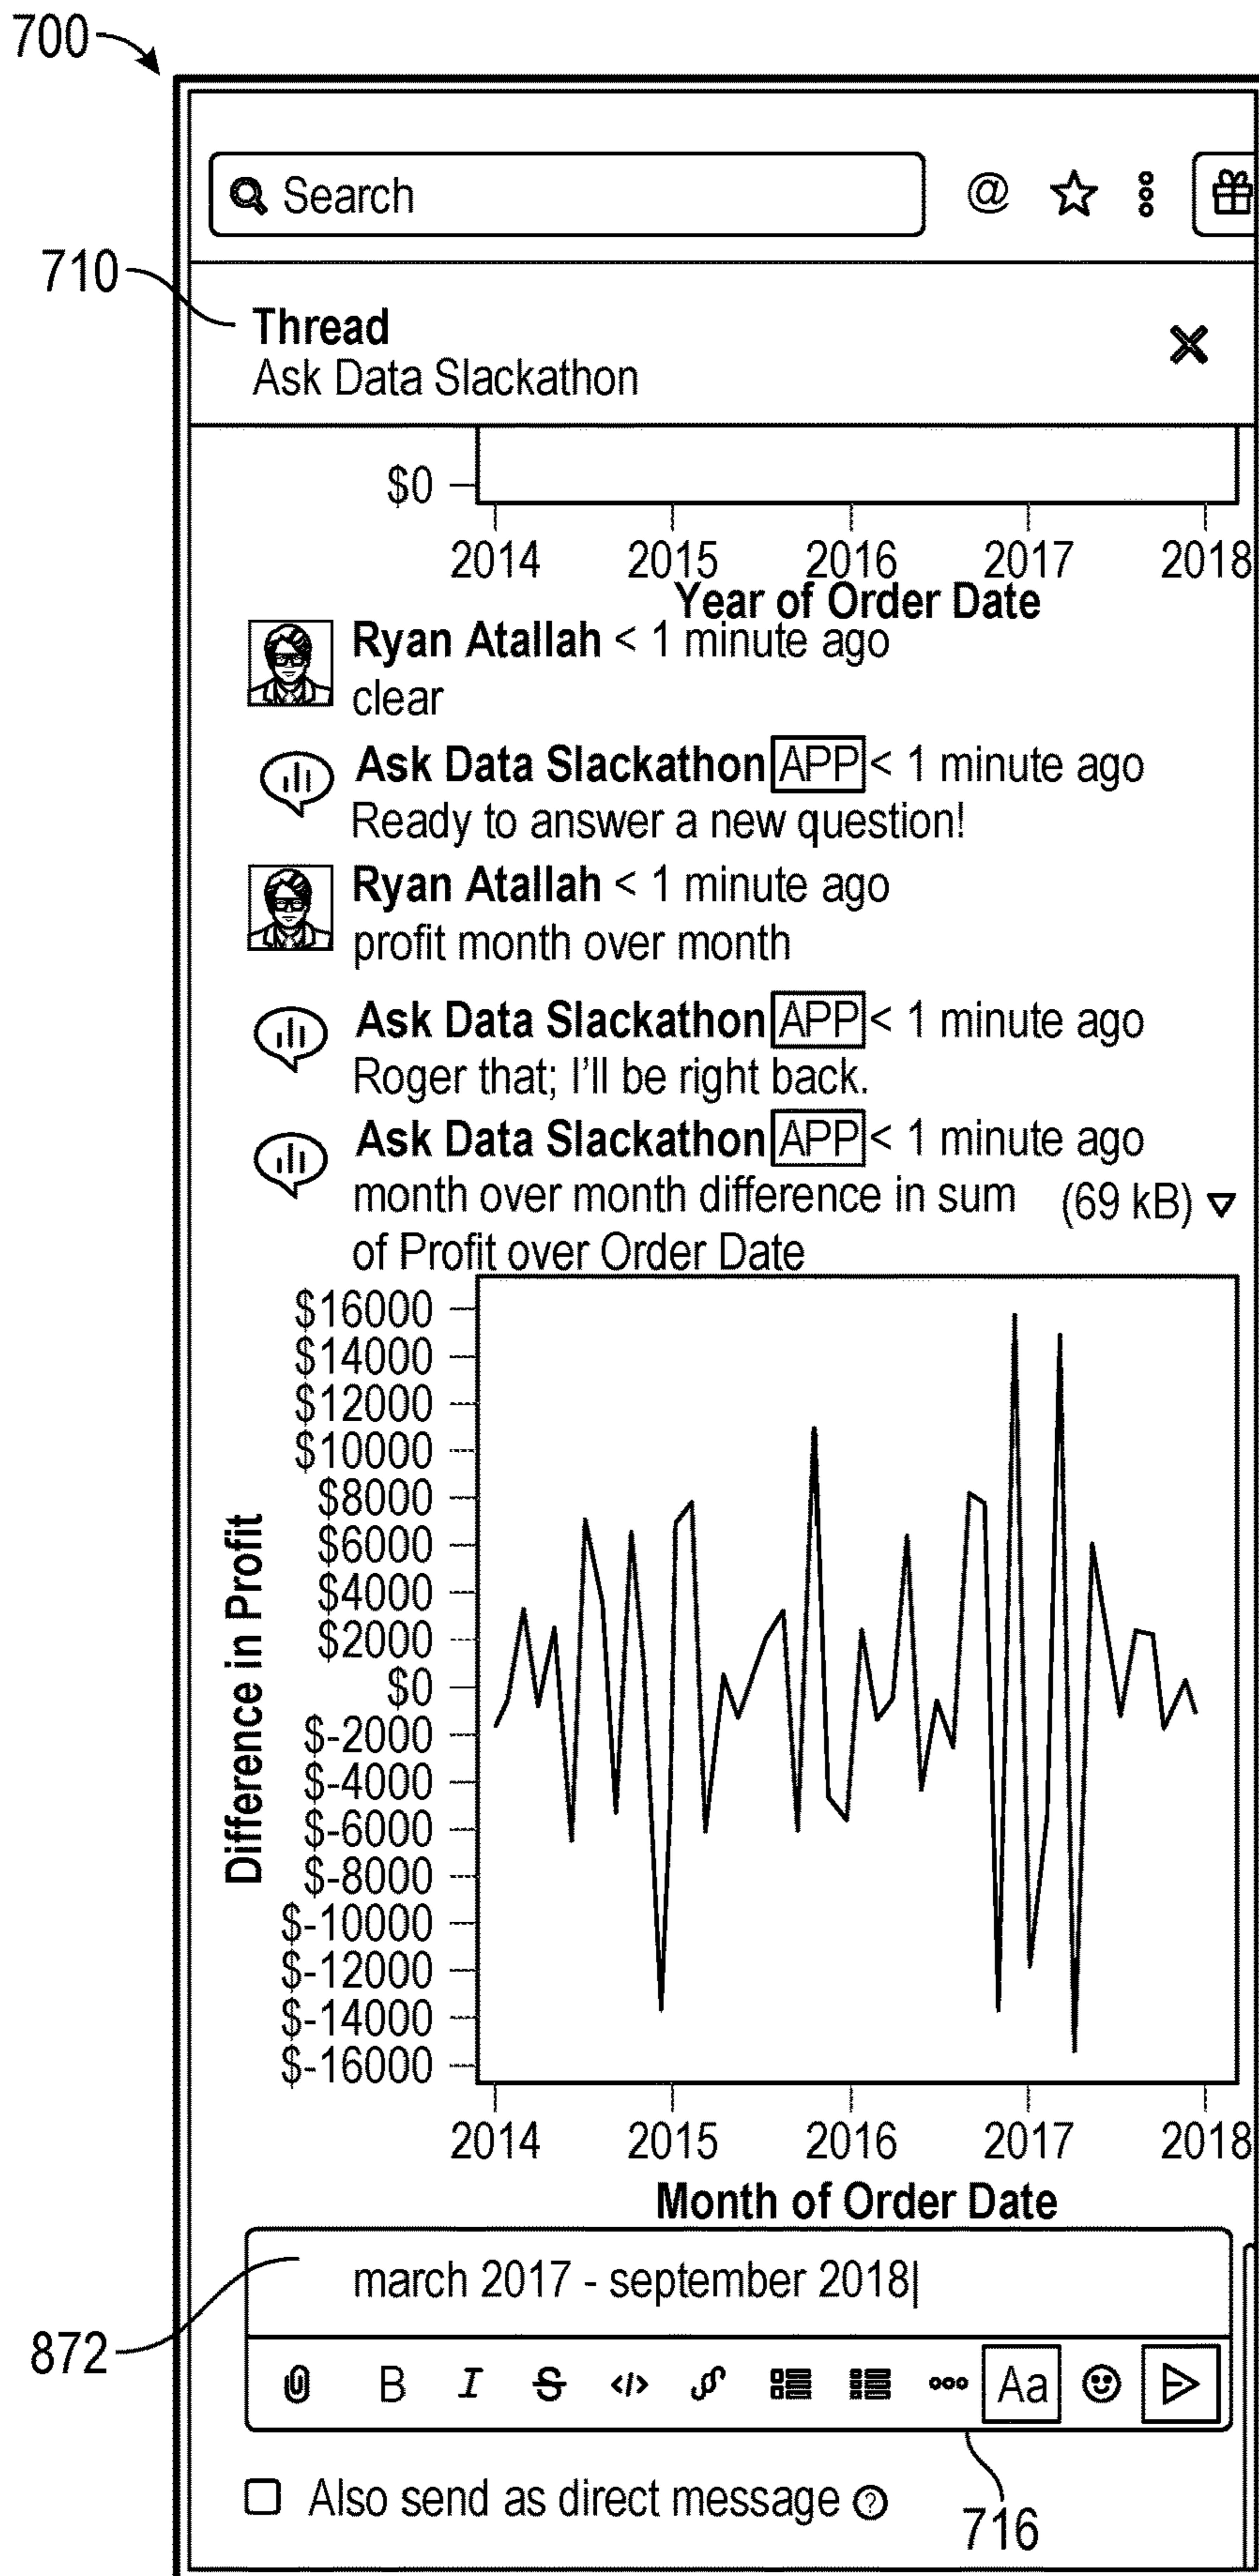 700
Search @
710
Thread
Ask Data Slackathon
$0
2014 2015 2016 2017 2018
Year of Order Date
Ryan Atallah < 1 minute ago
clear
Ask Data Slackathon APP < 1 minute ago
Ready to answer a new question!
Ryan Atallah < 1 minute ago
profit month over month
Ask Data Slackathon APP < 1 minute ago
Roger that; I'll be right back.
Ask Data Slackathon APP < 1 minute ago
month over month difference in sum (69 kB)
of Profit over Order Date
Difference in Profit
$16000
$14000
$12000
$10000
$8000
$6000
$4000
$2000
$0
$-2000
$-4000
$-6000
$-8000
$-10000
$-12000
$-14000
$-16000
2014 2015 2016 2017 2018
Month of Order Date
march 2017 - september 2018
872
B I S </> Aa
Also send as direct message ?
716